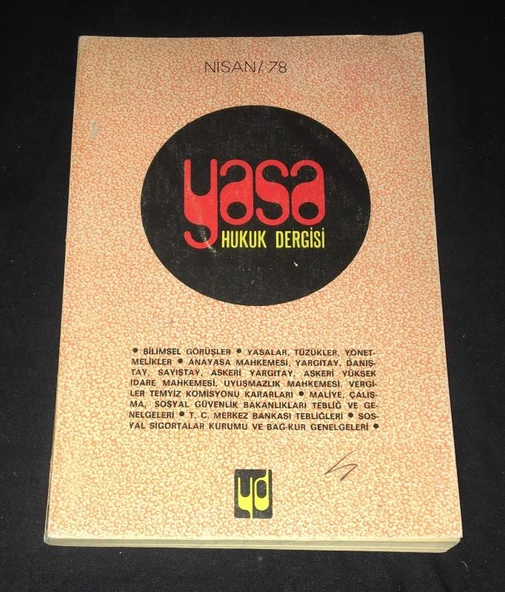 NİSAN/78
yasa
HUKUK DERGİSİ
● BİLİMSEL GÖRÜŞLER ● YASALAR, TÜZÜKLER, YÖNET-
MELİKLER ● ANAYASA MAHKEMESİ, YARGITAY, DANIŞ-
TAY, SAYIŞTAY, ASKERİ YARGITAY, ASKERİ YÜKSEK
İDARE MAHKEMESİ, UYUŞMAZLIK MAHKEMESİ, VERGİ-
LER TEMYİZ KOMİSYONU KARARLARI ● MALİYE, ÇALIŞ-
MA, SOSYAL GÜVENLİK BAKANLIKLARI TEBLİĞ VE GE-
NELGELERİ ● T. C. MERKEZ BANKASI TEBLİĞLERİ ● SOS-
YAL SİGORTALAR KURUMU VE BAĞ-KUR GENELGELERİ ●
yd